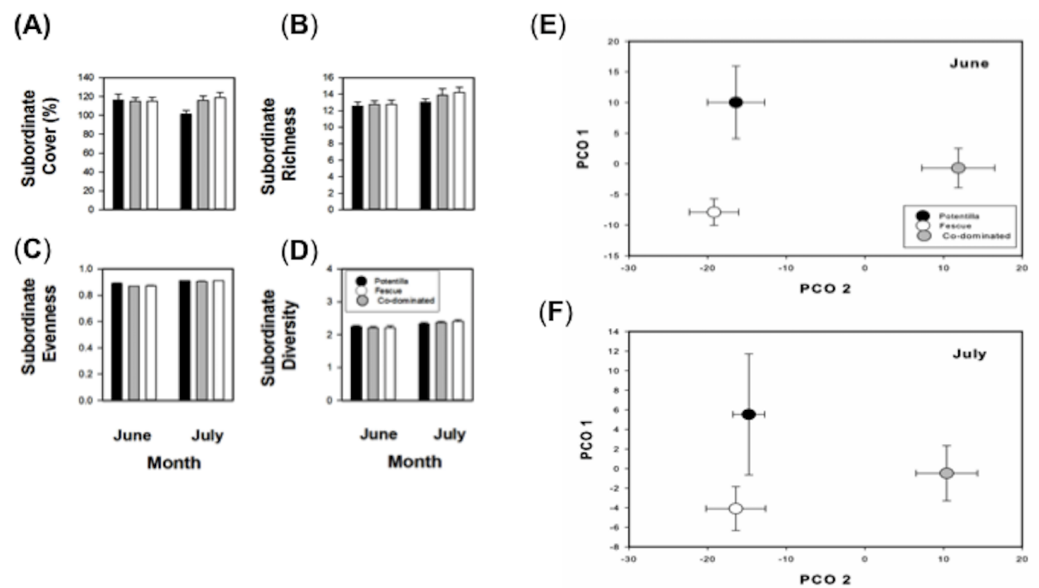 (A)
Subordinate
Cover (%)
140
120
100
80
60
40
20
0
(B)
Subordinate
Richness
16
14
12
10
8
6
4
2
0
(C)
Subordinate
Evenness
1.0
0.8
0.6
0.4
0.2
0.0
June
July
Month
(D)
Subordinate
Diversity
4
3
2
1
0
Potentilla
Fescue
Co-dominated
June
July
Month
(E)
June
PCO 1
20
15
10
5
0
-5
-10
-15
Potentilla
Fescue
Co-dominated
-30
-20
-10
0
10
20
PCO 2
(F)
July
PCO 1
14
12
10
8
6
4
2
0
-2
-4
-6
-8
-30
-20
-10
0
10
20
PCO 2